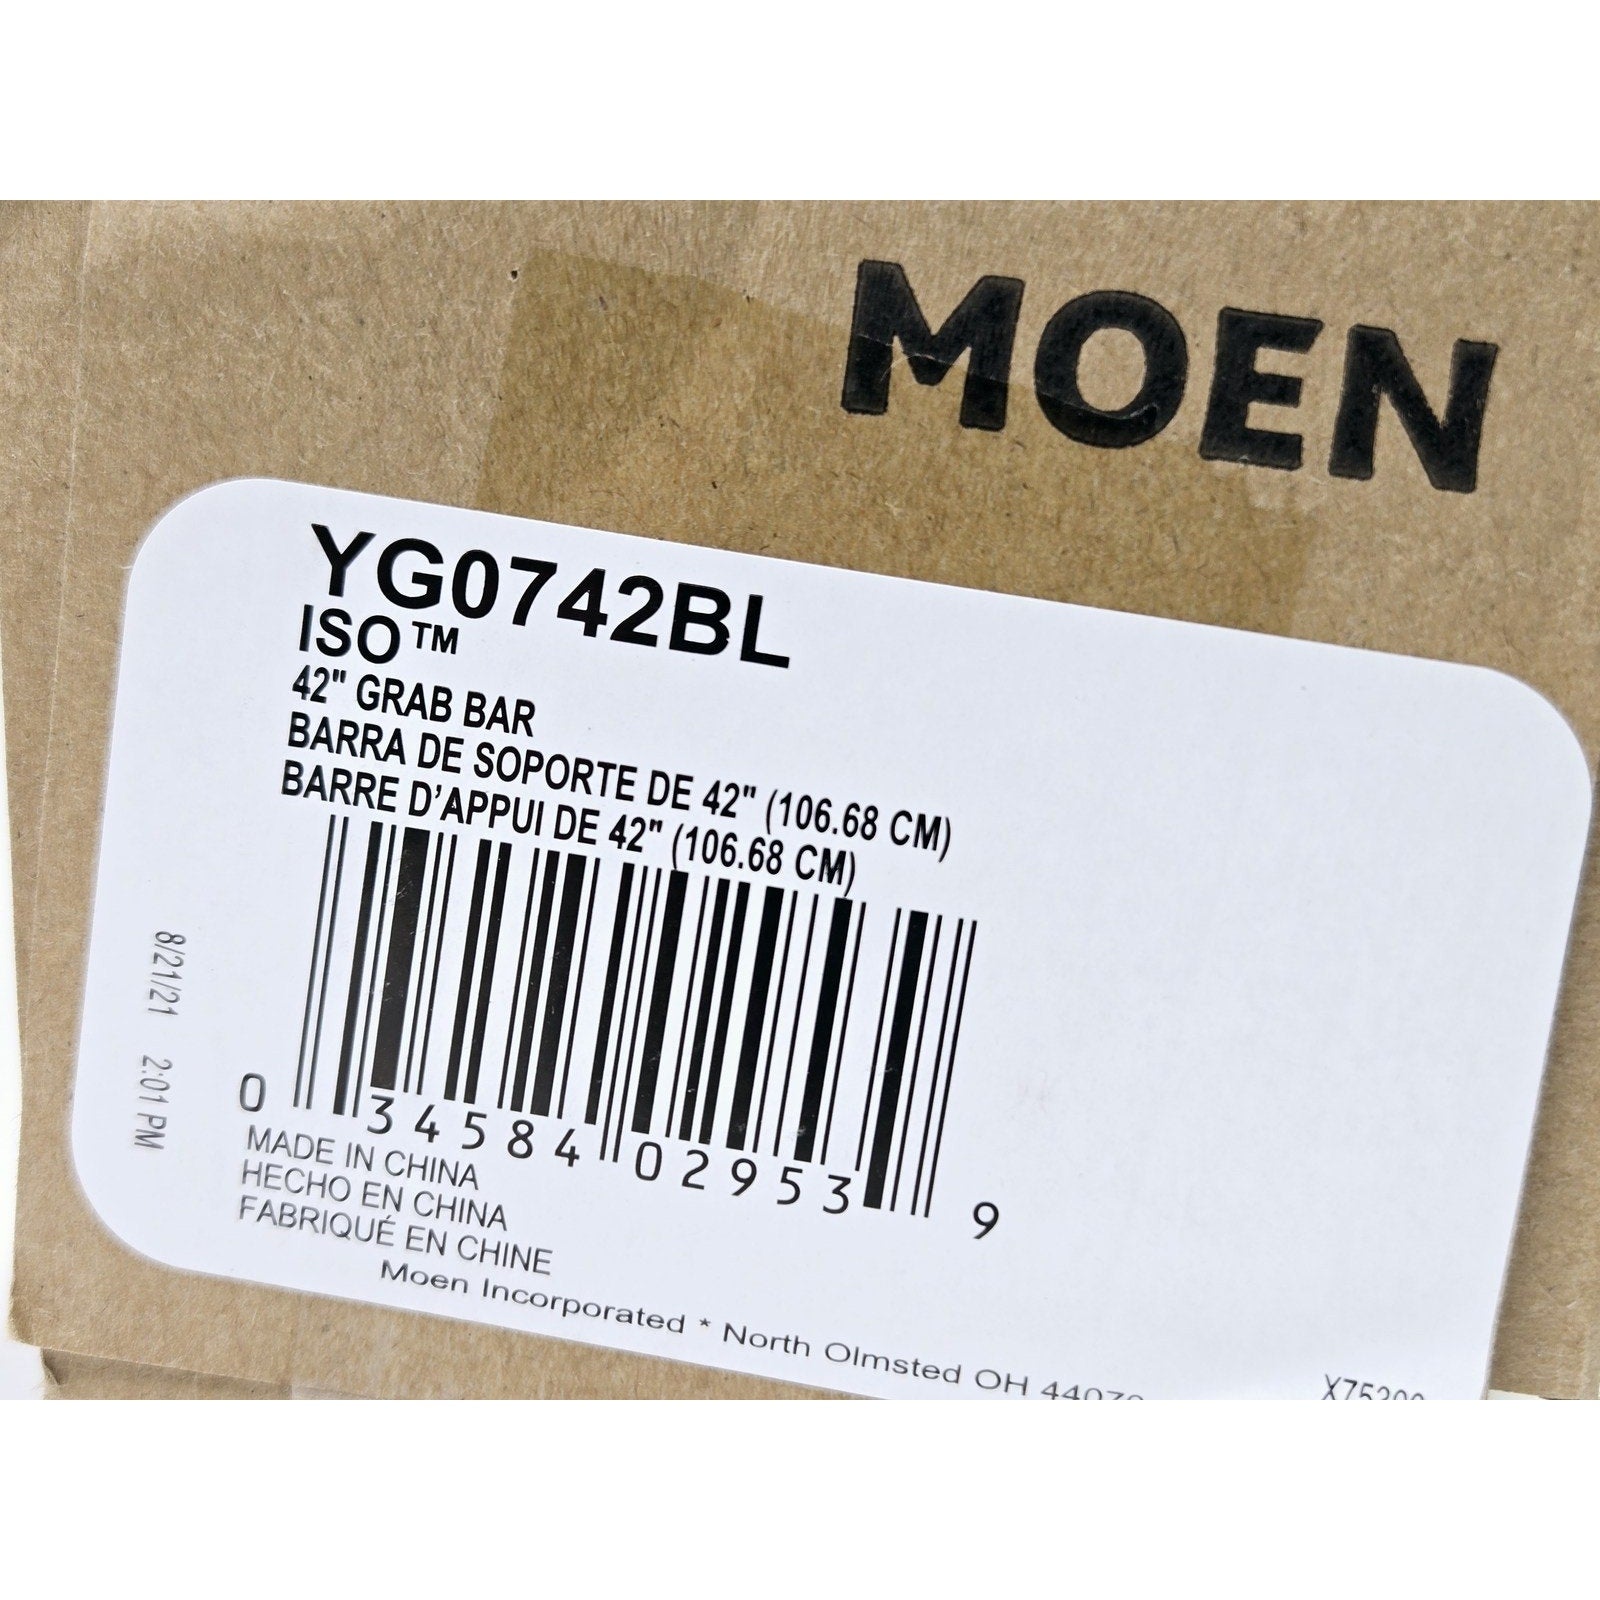 MOEN
YG0742BL
ISO™
42" GRAB BAR
BARRA DE SOPORTE DE 42" (106.68 CM)
BARRE D'APPUI DE 42" (106.68 CM)
8/21/21 2:01 PM
0 34584 02953 9
MADE IN CHINA
HECHO EN CHINA
FABRIQUÉ EN CHINE
Moen Incorporated * North Olmsted OH